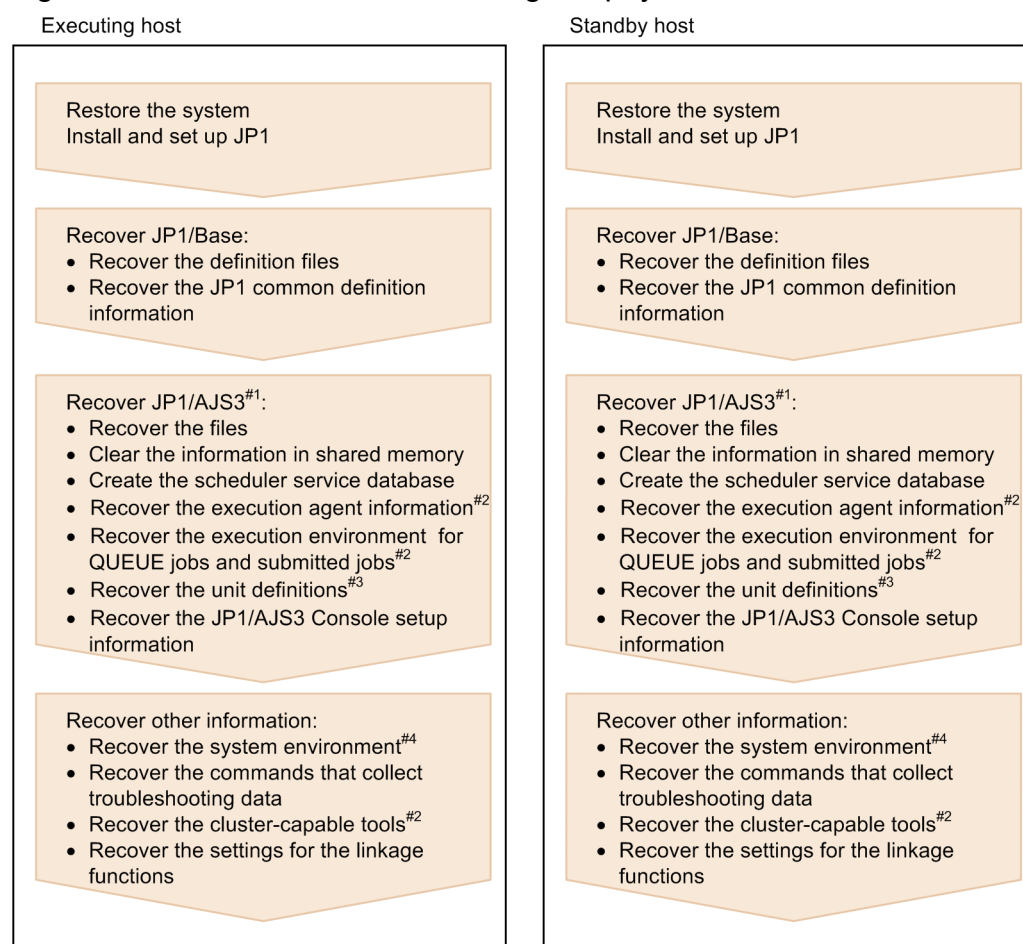 Executing host
Restore the system
Install and set up JP1
Recover JP1/Base:
• Recover the definition files
• Recover the JP1 common definition
information
Recover JP1/AJS3#1:
• Recover the files
• Clear the information in shared memory
• Create the scheduler service database
• Recover the execution agent information#2
• Recover the execution environment for
QUEUE jobs and submitted jobs#2
• Recover the unit definitions#3
• Recover the JP1/AJS3 Console setup
information
Recover other information:
• Recover the system environment#4
• Recover the commands that collect
troubleshooting data
• Recover the cluster-capable tools#2
• Recover the settings for the linkage
functions
Standby host
Restore the system
Install and set up JP1
Recover JP1/Base:
• Recover the definition files
• Recover the JP1 common definition
information
Recover JP1/AJS3#1:
• Recover the files
• Clear the information in shared memory
• Create the scheduler service database
• Recover the execution agent information#2
• Recover the execution environment for
QUEUE jobs and submitted jobs#2
• Recover the unit definitions#3
• Recover the JP1/AJS3 Console setup
information
Recover other information:
• Recover the system environment#4
• Recover the commands that collect
troubleshooting data
• Recover the cluster-capable tools#2
• Recover the settings for the linkage
functions